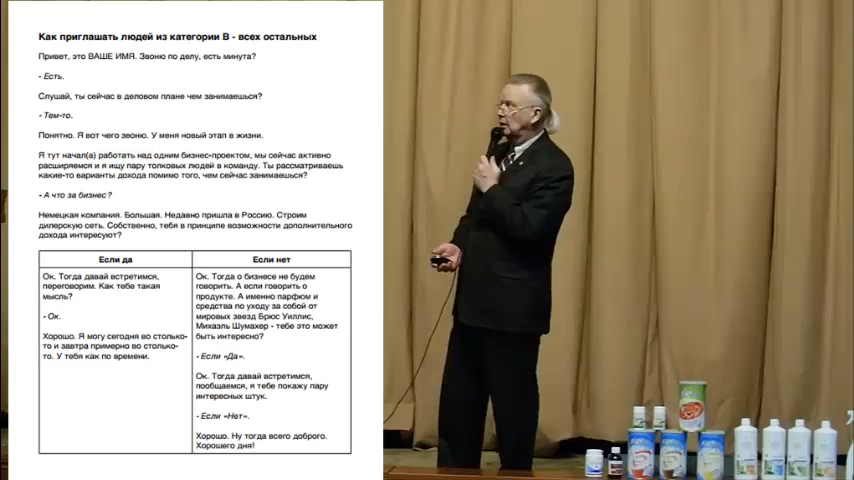 Как приглашать людей из категории В - всех остальных
Привет, это ВАШЕ ИМЯ. Звоню по делу, есть минута?
- Есть.
Слушай, ты сейчас в деловом плане чем занимаешься?
- Тем-то.
Понятно. Я вот чего звоню. У меня новый этап в жизни.
Я тут начал(а) работать над одним бизнес-проектом, мы сейчас активно
расширяемся и я ищу пару толковых людей в команду. Ты рассматриваешь
какие-то варианты дохода помимо того, чем сейчас занимаешься?
- А что за бизнес?
Немецкая компания. Большая. Недавно пришла в Россию. Строим
дилерскую сеть. Собственно, тебя в принципе возможности дополнительного
дохода интересуют?
Если да
Ок. Тогда давай встретимся,
переговорим. Как тебе такая
мысль?
- Ок.
Хорошо. Я могу сегодня во столько-
то и завтра примерно во столько-
то. У тебя как по времени.
Если нет
Ок. Тогда о бизнесе не будем
говорить. А если говорить о
продукте. А именно парфюм и
средства по уходу за собой от
мировых звезд Брюс Уиллис,
Михаэль Шумахер - тебе это может
быть интересно?
- Если «Да».
Ок. Тогда давай встретимся,
пообщаемся, я тебе покажу пару
интересных штук.
- Если «Нет».
Хорошо. Ну тогда всего доброго.
Хорошего дня!